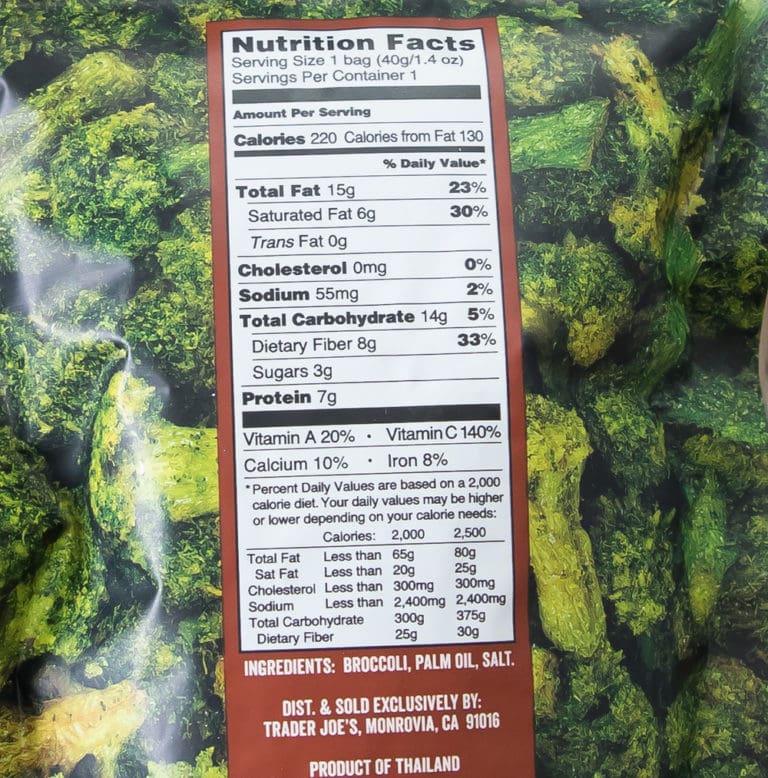 Nutrition Facts
Serving Size 1 bag (40g/1.4 oz)
Servings Per Container 1
Amount Per Serving
Calories 220 Calories from Fat 130
% Daily Value*
Total Fat 15g 23%
Saturated Fat 6g 30%
Trans Fat 0g
Cholesterol 0mg 0%
Sodium 55mg 2%
Total Carbohydrate 14g 5%
Dietary Fiber 8g 33%
Sugars 3g
Protein 7g
Vitamin A 20% • Vitamin C 140%
Calcium 10% • Iron 8%
*Percent Daily Values are based on a 2,000
calorie diet. Your daily values may be higher
or lower depending on your calorie needs:
Calories: 2,000 2,500
Total Fat Less than 65g 80g
Sat Fat Less than 20g 25g
Cholesterol Less than 300mg 300mg
Sodium Less than 2,400mg 2,400mg
Total Carbohydrate 300g 375g
Dietary Fiber 25g 30g
INGREDIENTS: BROCCOLI, PALM OIL, SALT.
DIST. & SOLD EXCLUSIVELY BY:
TRADER JOE'S, MONROVIA, CA 91016
PRODUCT OF THAILAND